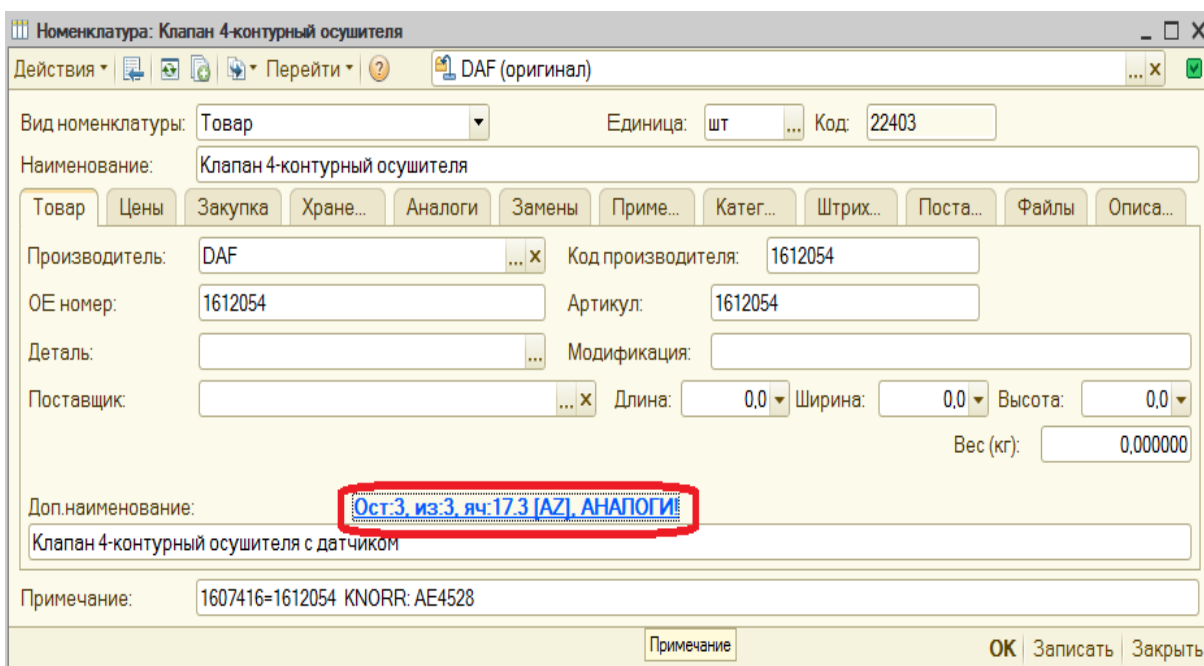 Номенклатура: Клапан 4-контурный осушителя
Действия Перейти DAF (оригинал) ...
Вид номенклатуры: Товар Единица: шт ... Код: 22403
Наименование: Клапан 4-контурный осушителя
Товар Цены Закупка Хране... Аналоги Замены Приме... Катег... Штрих... Поста... Файлы Описа...
Производитель: DAF ... Код производителя: 1612054
ОЕ номер: 1612054 Артикул: 1612054
Деталь: ... Модификация:
Поставщик: ... Длина: 0,0 Ширина: 0,0 Высота: 0,0
Вес (кг): 0,000000
Доп.наименование: Ост:3, из:3, яч:17.3 [AZ], АНАЛОГИ!
Клапан 4-контурный осушителя с датчиком
Примечание: 1607416=1612054 KNORR: AE4528
Примечание OK Записать Закрыть